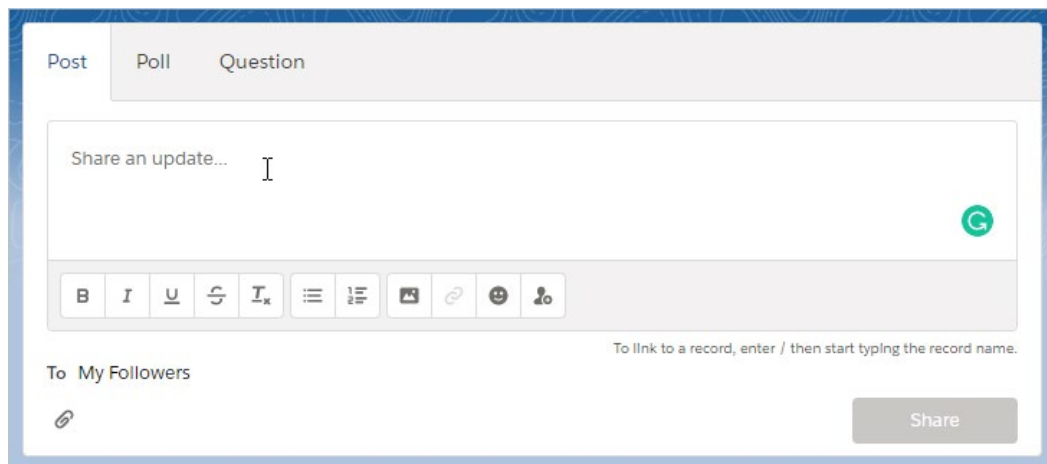 Post Poll Question
Share an update...
B I U S Tx
To link to a record, enter / then start typing the record name.
To My Followers
Share